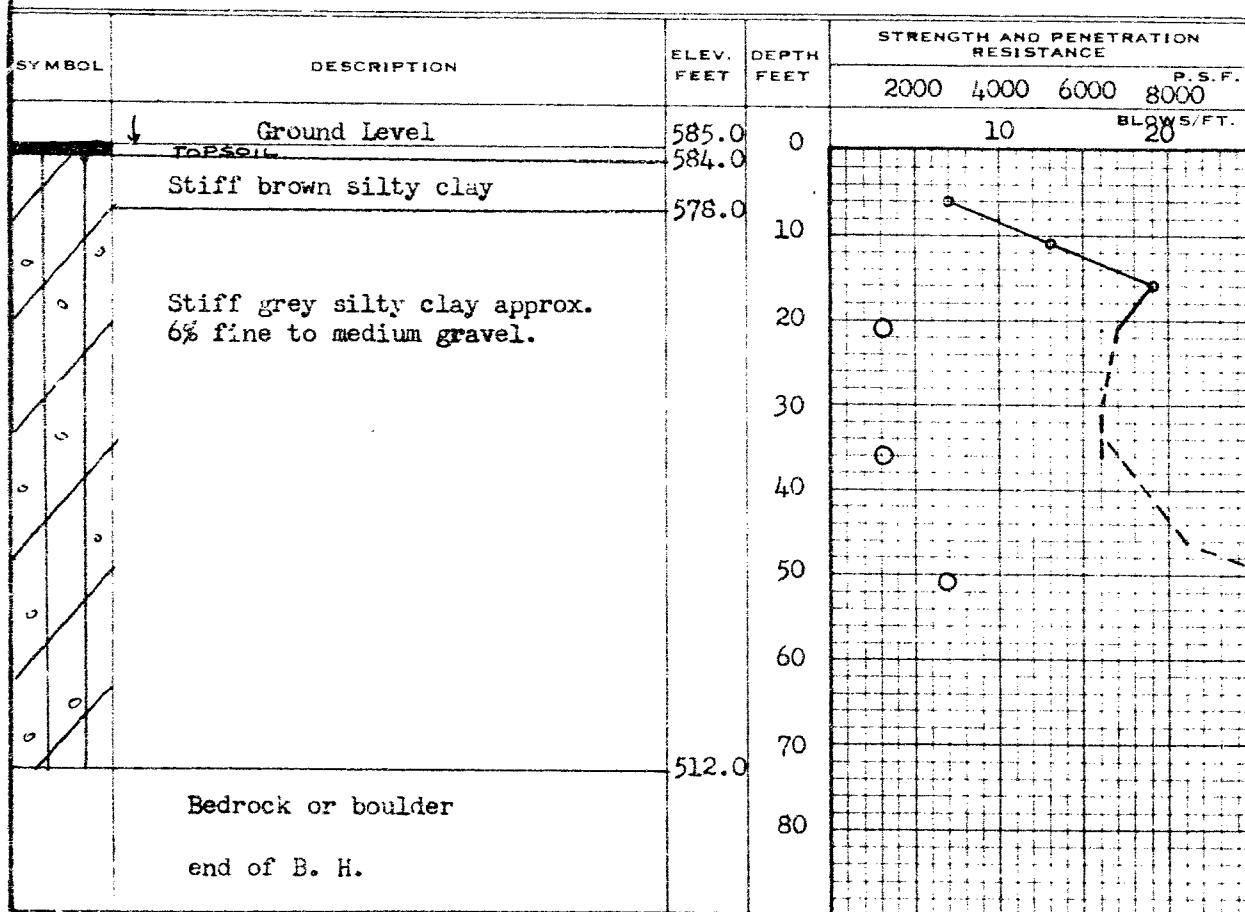 SYMBOL
DESCRIPTION
ELEV. FEET
DEPTH FEET
STRENGTH AND PENETRATION RESISTANCE
P.S.F.
2000 4000 6000 8000
BLOWS/FT.
10 20
Ground Level 585.0 0
TOPSOIL 584.0
Stiff brown silty clay
578.0
10
Stiff grey silty clay approx.
6% fine to medium gravel.
20
30
40
50
60
70
512.0
Bedrock or boulder
80
end of B. H.